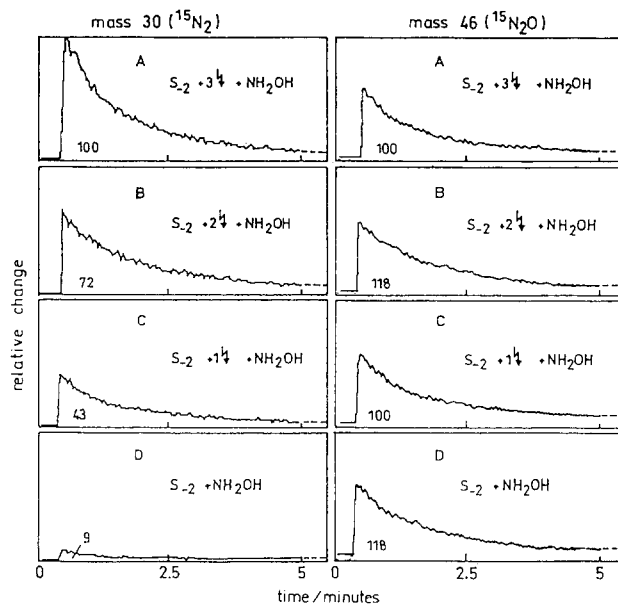 mass 30 (¹⁵N₂)
mass 46 (¹⁵N₂O)
relative change
A
S₋₂ + 3↯ + NH₂OH
100
A
S₋₂ + 3↯ + NH₂OH
100
B
S₋₂ + 2↯ + NH₂OH
72
B
S₋₂ + 2↯ + NH₂OH
118
C
S₋₂ + 1↯ + NH₂OH
43
C
S₋₂ + 1↯ + NH₂OH
100
D
S₋₂ + NH₂OH
9
D
S₋₂ + NH₂OH
118
0 2.5 5 0 2.5 5
time/minutes